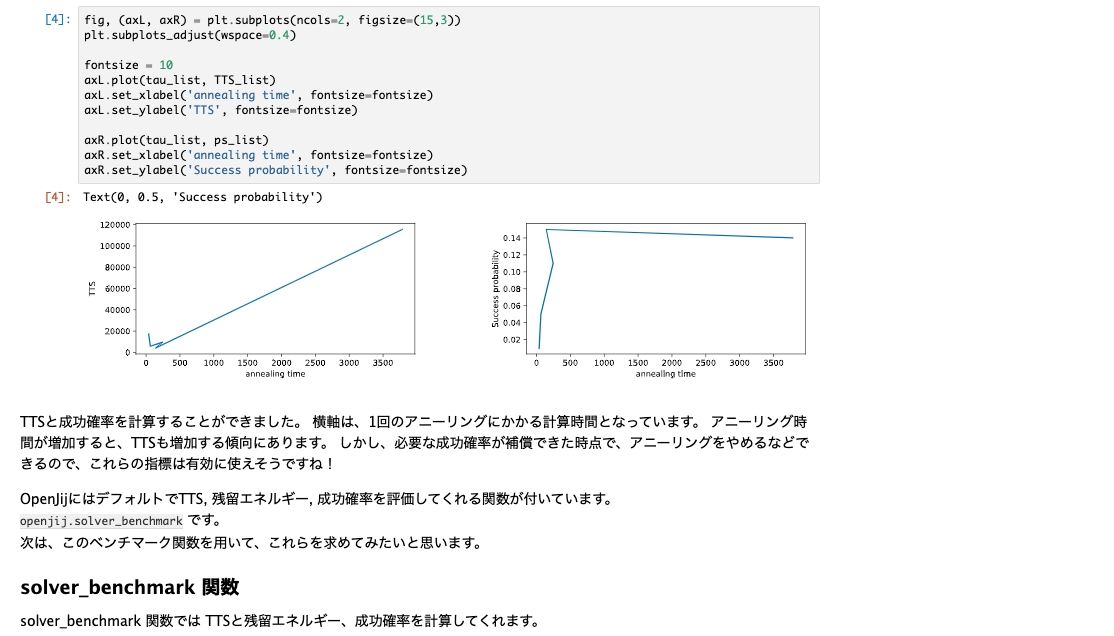 [4]: fig, (axL, axR) = plt.subplots(ncols=2, figsize=(15,3))
plt.subplots_adjust(wspace=0.4)
fontsize = 10
axL.plot(tau_list, TTS_list)
axL.set_xlabel('annealing time', fontsize=fontsize)
axL.set_ylabel('TTS', fontsize=fontsize)
axR.plot(tau_list, ps_list)
axR.set_xlabel('annealing time', fontsize=fontsize)
axR.set_ylabel('Success probability', fontsize=fontsize)
[4]: Text(0, 0.5, 'Success probability')
120000
100000
80000
60000
40000
20000
0
TTS
0 500 1000 1500 2000 2500 3000 3500
annealing time
0.14
0.12
0.10
0.08
0.06
0.04
0.02
Success probability
0 500 1000 1500 2000 2500 3000 3500
annealing time
TTSと成功確率を計算することができました。 横軸は、1回のアニーリングにかかる計算時間となっています。 アニーリング時
間が増加すると、TTSも増加する傾向にあります。 しかし、必要な成功確率が補償できた時点で、アニーリングをやめるなどで
きるので、これらの指標は有効に使えそうですね！
OpenJijにはデフォルトでTTS, 残留エネルギー, 成功確率を評価してくれる関数が付いています。
openjij.solver_benchmark です。
次は、このベンチマーク関数を用いて、これらを求めてみたいと思います。
solver_benchmark 関数
solver_benchmark 関数では TTSと残留エネルギー、成功確率を計算してくれます。